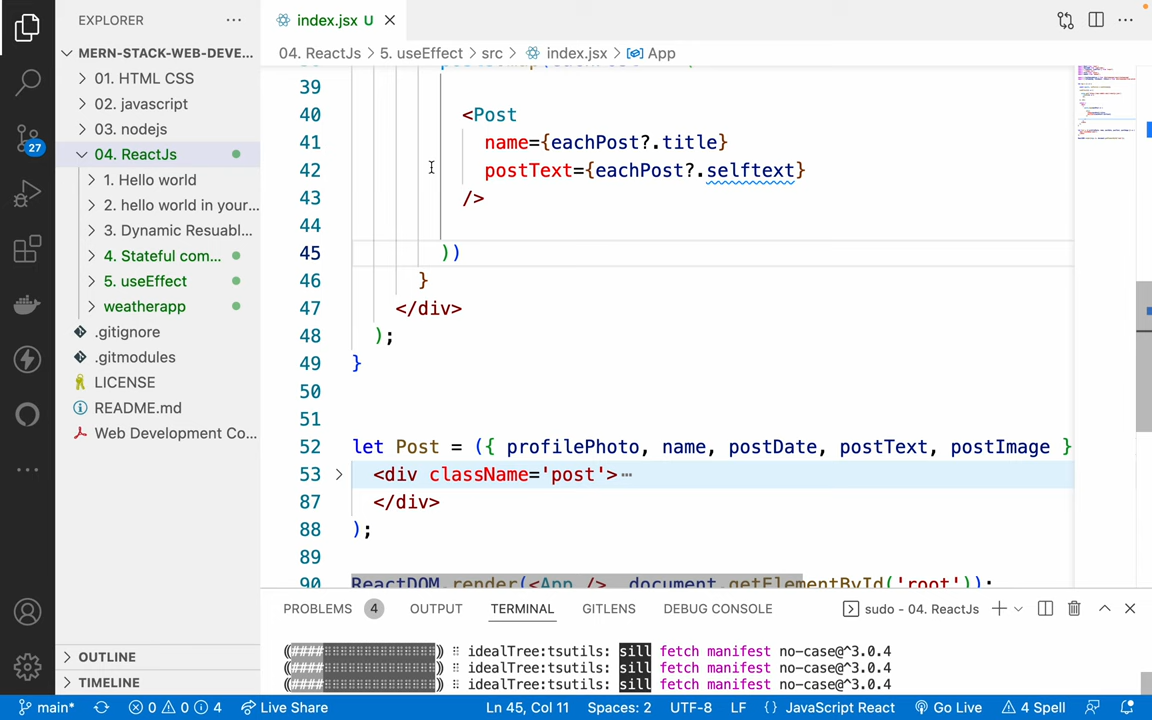 EXPLORER
index.jsx U
MERN-STACK-WEB-DEVE...
04. ReactJs > 5. useEffect > src > index.jsx > App
01. HTML CSS
02. javascript
03. nodejs
04. ReactJs
1. Hello world
2. hello world in your...
3. Dynamic Resuabl...
4. Stateful com...
5. useEffect
weatherapp
.gitignore
.gitmodules
LICENSE
README.md
Web Development Co...
OUTLINE
TIMELINE
27
39
40 <Post
41 name={eachPost?.title}
42 postText={eachPost?.selftext}
43 />
44
45 ))
46 }
47 </div>
48 );
49 }
50
51
52 let Post = ({ profilePhoto, name, postDate, postText, postImage }
53 <div className='post'>
87 </div>
88 );
89
90 ReactDOM.render(<App />, document.getElementById('root'));
PROBLEMS 4 OUTPUT TERMINAL GITLENS DEBUG CONSOLE sudo - 04. ReactJs
idealTree:tsutils: sill fetch manifest no-case@^3.0.4
idealTree:tsutils: sill fetch manifest no-case@^3.0.4
idealTree:tsutils: sill fetch manifest no-case@^3.0.4
main* 0 0 4 Live Share Ln 45, Col 11 Spaces: 2 UTF-8 LF {} JavaScript React Go Live 4 Spell